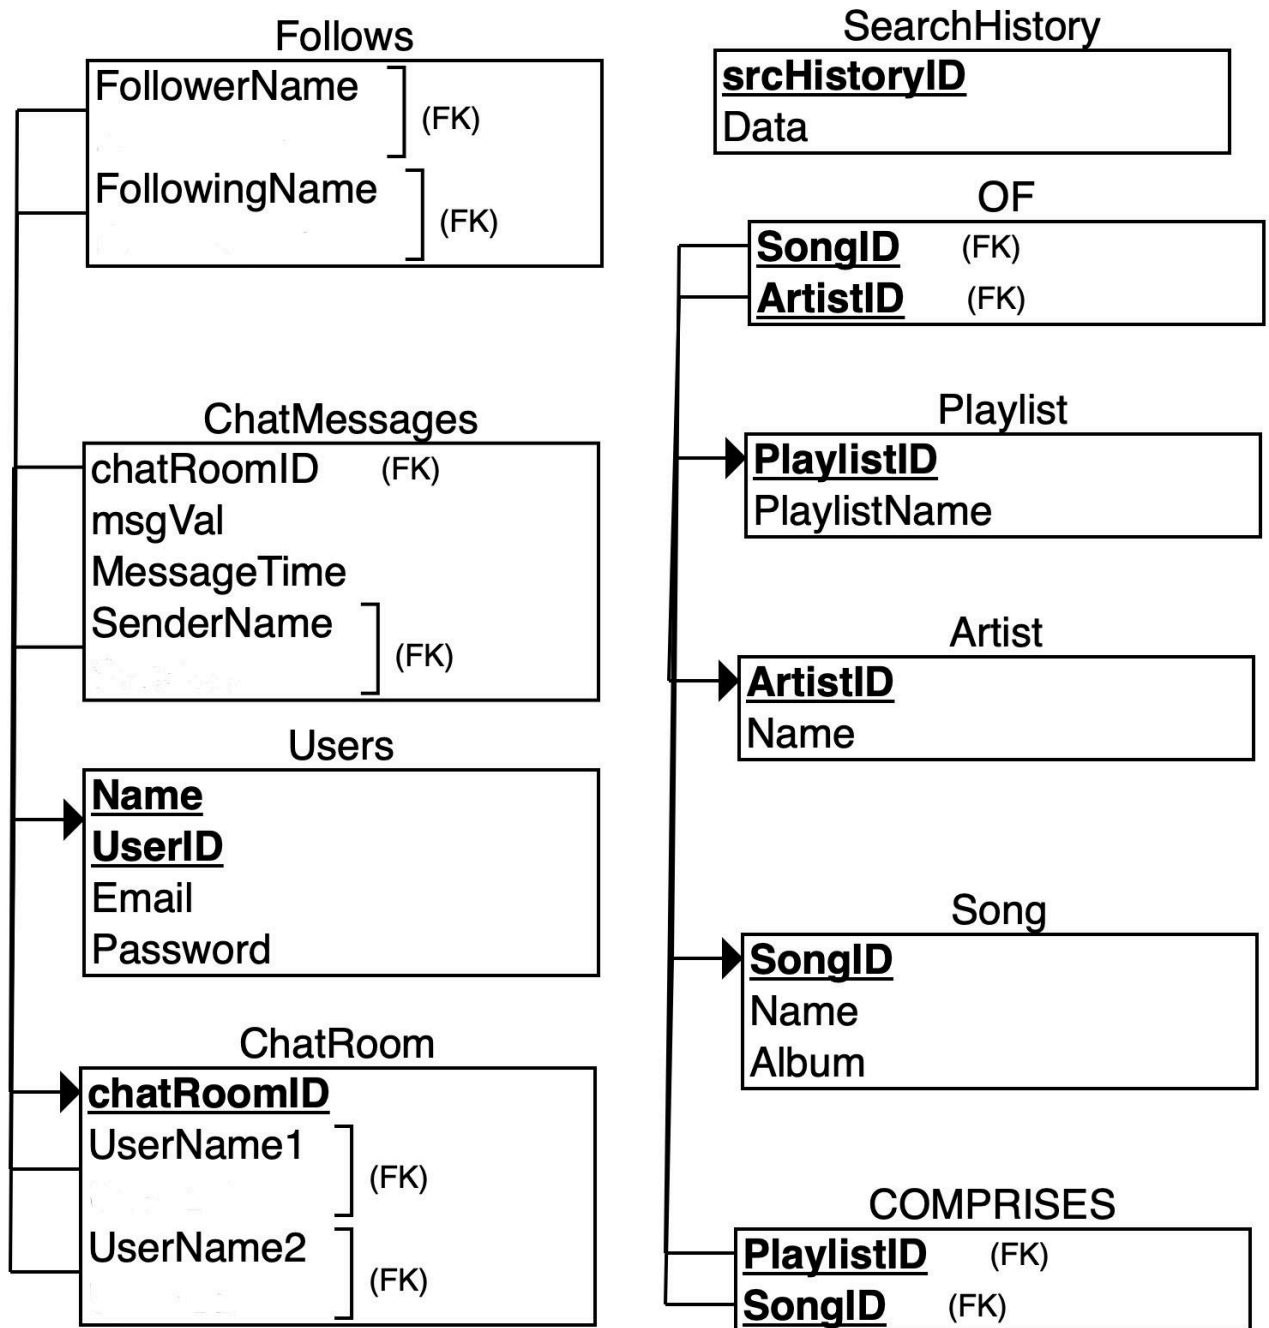 Follows
FollowerName
(FK)
FollowingName
(FK)
ChatMessages
chatRoomID (FK)
msgVal
MessageTime
SenderName
(FK)
Users
Name
UserID
Email
Password
ChatRoom
chatRoomID
UserName1
(FK)
UserName2
(FK)
SearchHistory
srcHistoryID
Data
OF
SongID (FK)
ArtistID (FK)
Playlist
PlaylistID
PlaylistName
Artist
ArtistID
Name
Song
SongID
Name
Album
COMPRISES
PlaylistID (FK)
SongID (FK)